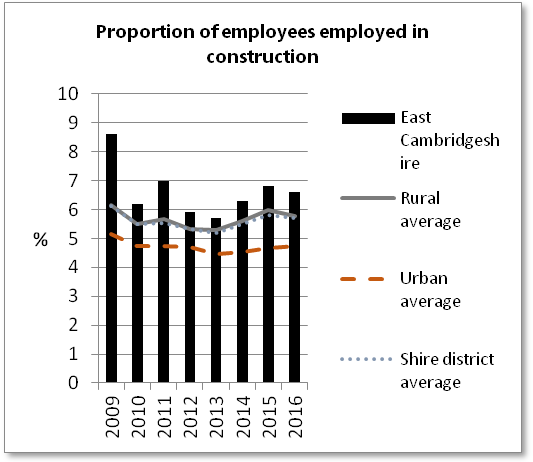 Proportion of employees employed in
construction
10
9
8
7
6
5
4
3
2
1
0
%
2009
2010
2011
2012
2013
2014
2015
2016
East
Cambridgesh
ire
Rural
average
Urban
average
Shire district
average